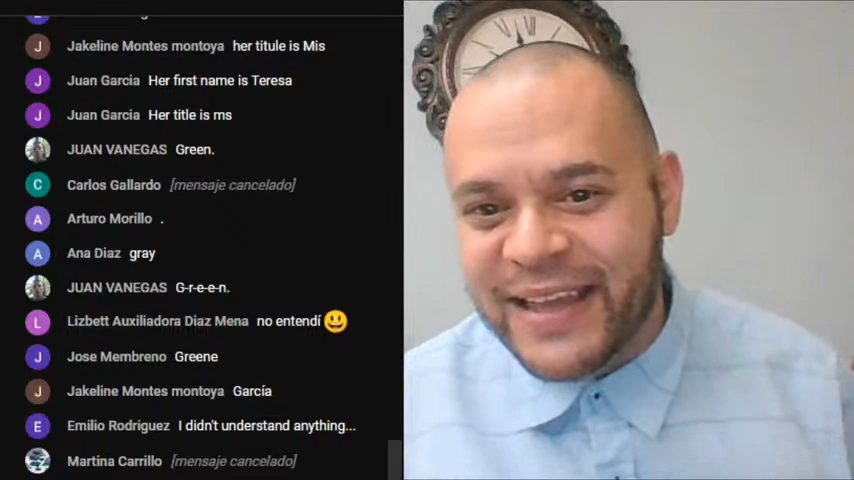 J Jakeline Montes montoya her titule is Mis
J Juan Garcia Her first name is Teresa
J Juan Garcia Her title is ms
JUAN VANEGAS Green.
C Carlos Gallardo [mensaje cancelado]
A Arturo Morillo .
A Ana Diaz gray
JUAN VANEGAS G-r-e-e-n.
L Lizbett Auxiliadora Diaz Mena no entendí 😃
J Jose Membreno Greene
J Jakeline Montes montoya García
E Emilio Rodriguez I didn't understand anything...
Martina Carrillo [mensaje cancelado]